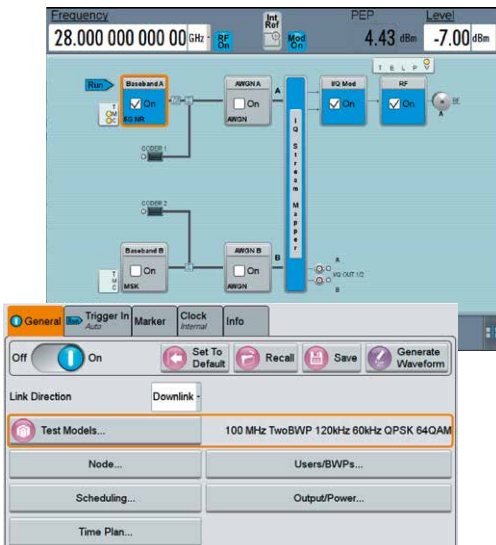 Frequency Int Ref PEP Level
28.000 000 000 00 GHz RF On Mod On 4.43 dBm -7.00 dBm
T E L P V
Run Baseband A AWGN A A I/Q Mod RF
On On On On
T M C 5G NR AWGN RF A
CODER 1
I/Q Stream Mapper
CODER 2
Baseband B AWGN B B A
On On I/Q OUT 1/2
T M C MSK AWGN B
General Run Trigger In Auto Marker Clock Internal Info
Off On Set To Default Recall Save Generate Waveform
Link Direction Downlink
Test Models... 100 MHz TwoBWP 120kHz 60kHz QPSK 64QAM
Node... Users/BWPs...
Scheduling... Output/Power...
Time Plan...